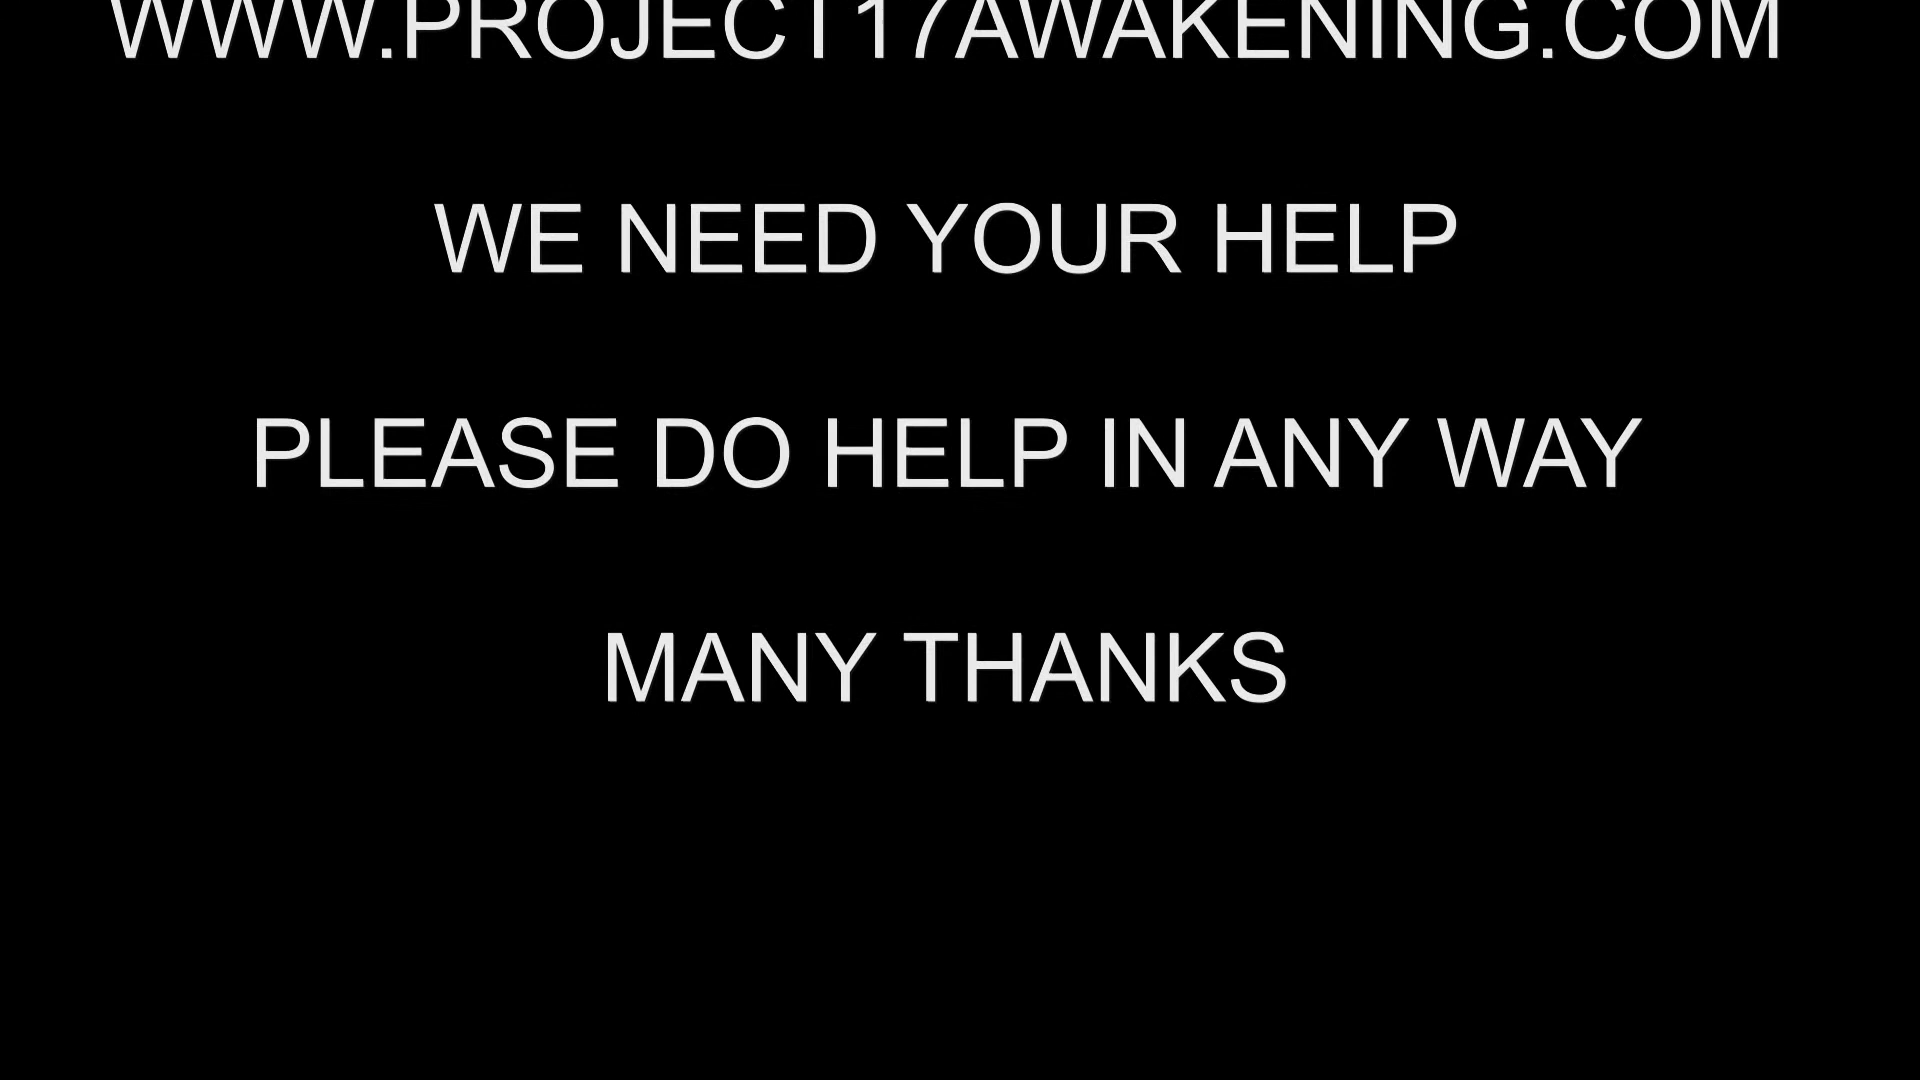 WWW.PROJECT17AWAKENING.COM
WE NEED YOUR HELP
PLEASE DO HELP IN ANY WAY
MANY THANKS